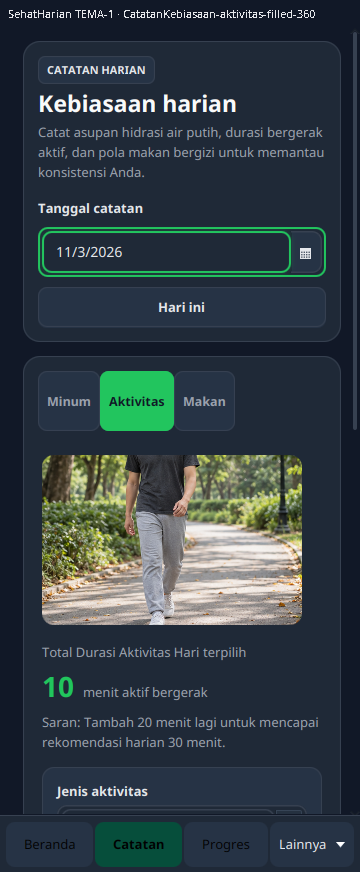 SehatHarian TEMA-1 · CatatanKebiasaan-aktivitas-filled-360
CATATAN HARIAN
Kebiasaan harian
Catat asupan hidrasi air putih, durasi bergerak
aktif, dan pola makan bergizi untuk memantau
konsistensi Anda.
Tanggal catatan
11/3/2026
Hari ini
Minum Aktivitas Makan
Total Durasi Aktivitas Hari terpilih
10 menit aktif bergerak
Saran: Tambah 20 menit lagi untuk mencapai
rekomendasi harian 30 menit.
Jenis aktivitas
Beranda Catatan Progres Lainnya